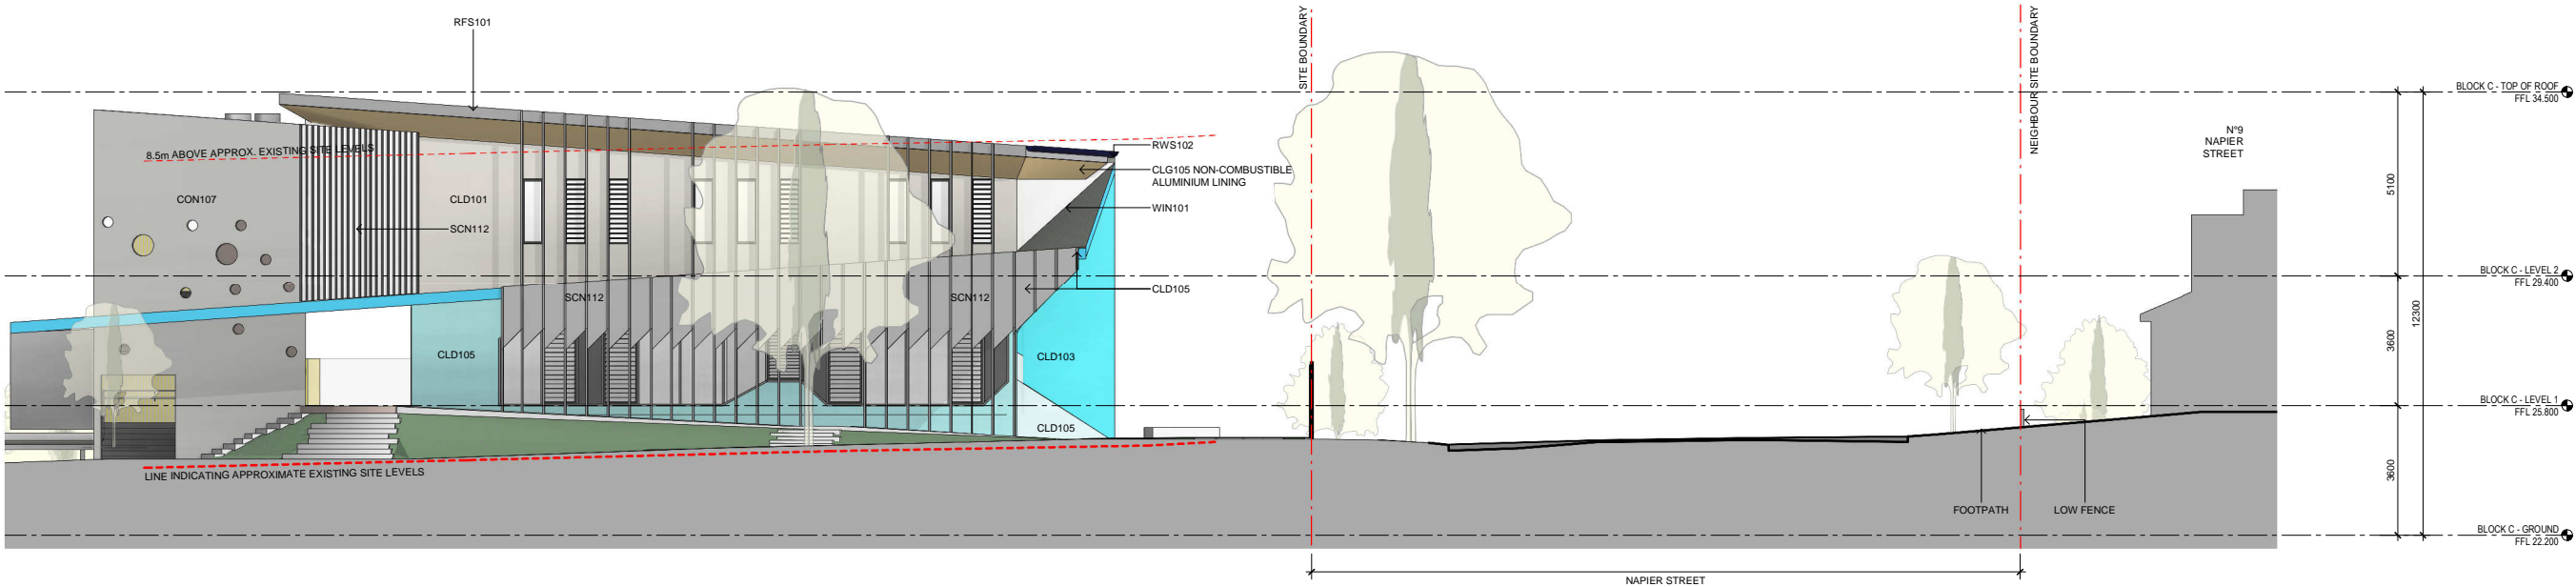 RFS101
SITE BOUNDARY
NEIGHBOUR SITE BOUNDARY
BLOCK C - TOP OF ROOF
FFL 34.500
N°9
NAPIER
STREET
8.5m ABOVE APPROX. EXISTING SITE LEVELS
RWS102
CLG105 NON-COMBUSTIBLE
ALUMINIUM LINING
CON107
CLD101
WIN101
SCN112
5100
BLOCK C - LEVEL 2
FFL 29.400
CLD105
SCN112
SCN112
12300
3600
CLD105
CLD103
BLOCK C - LEVEL 1
FFL 25.800
CLD105
LINE INDICATING APPROXIMATE EXISTING SITE LEVELS
3600
FOOTPATH
LOW FENCE
BLOCK C - GROUND
FFL 22.200
NAPIER STREET